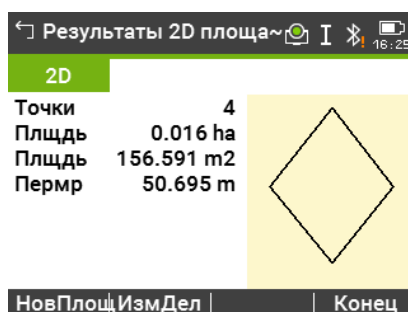 Результаты 2D площа~ I 16:25
2D
Точки 4
Плщдь 0.016 ha
Плщдь 156.591 m2
Пермр 50.695 m
НовПлощ ИзмДел Конец